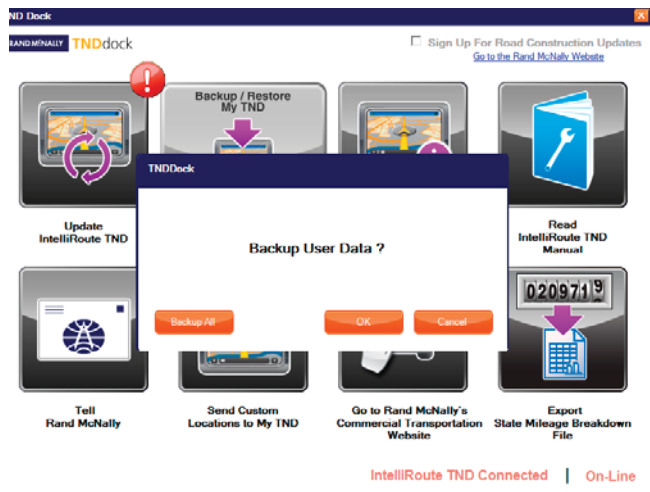 ND Dock
RAND MCNALLY TNDdock
Sign Up For Road Construction Updates
Go to the Rand McNally Website
Backup / Restore
My TND
TNDDock
Update
IntelliRoute TND
Backup User Data ?
Read
IntelliRoute TND
Manual
Backup All
OK
Cancel
0209719
Tell
Rand McNally
Send Custom
Locations to My TND
Go to Rand McNally's
Commercial Transportation
Website
Export
State Mileage Breakdown
File
IntelliRoute TND Connected | On-Line